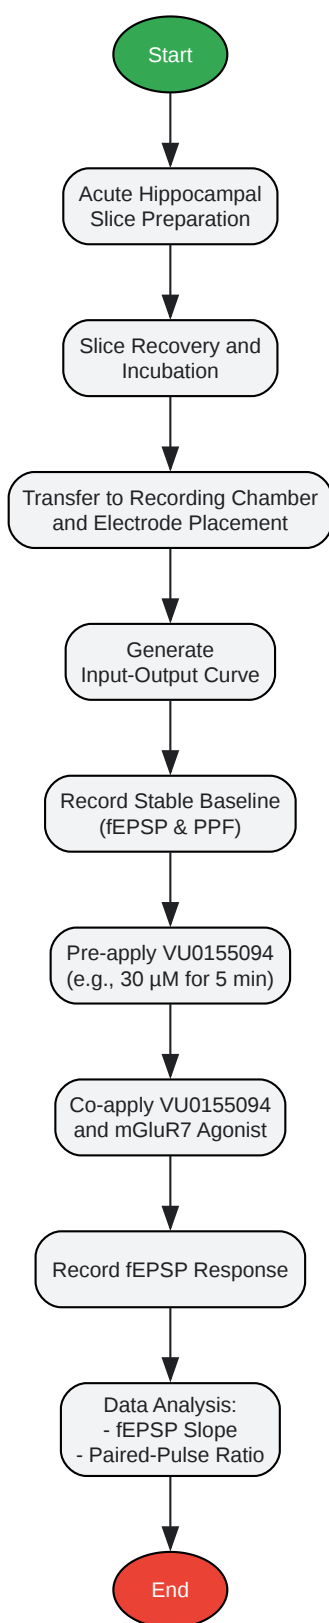 Start
Acute Hippocampal
Slice Preparation
Slice Recovery and
Incubation
Transfer to Recording Chamber
and Electrode Placement
Generate
Input-Output Curve
Record Stable Baseline
(fEPSP & PPF)
Pre-apply VU0155094
(e.g., 30 µM for 5 min)
Co-apply VU0155094
and mGluR7 Agonist
Record fEPSP Response
Data Analysis:
- fEPSP Slope
- Paired-Pulse Ratio
End